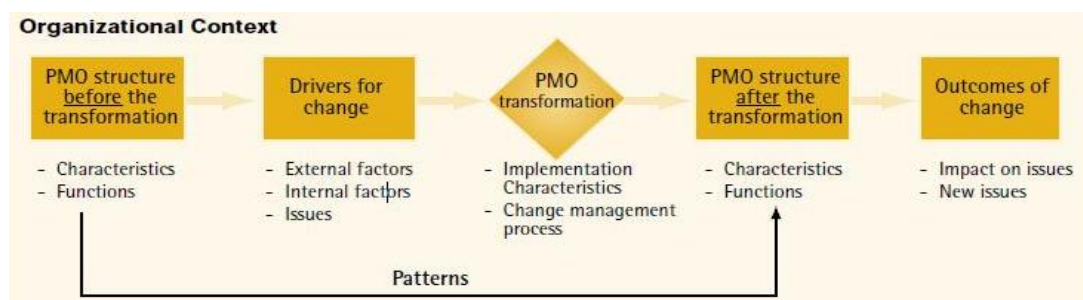 Organizational Context
PMO structure
before the
transformation
Drivers for
change
PMO
transformation
PMO structure
after the
transformation
Outcomes of
change
- Characteristics
- Functions
- External factors
- Internal factors
- Issues
- Implementation
Characteristics
- Change management
process
- Characteristics
- Functions
- Impact on issues
- New issues
Patterns